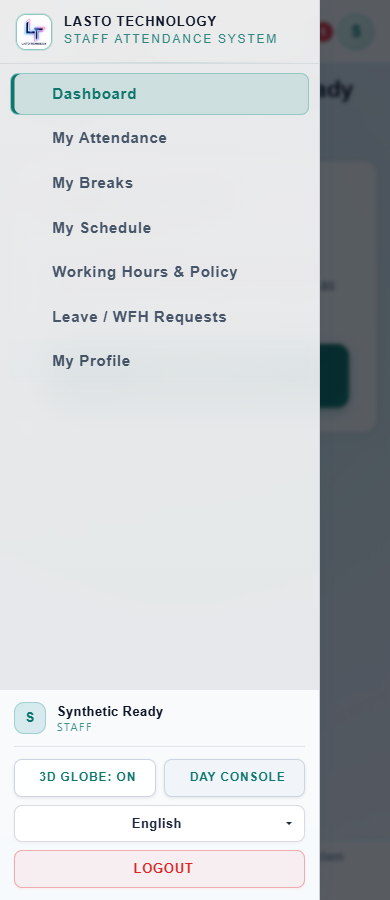 LASTO TECHNOLOGY
STAFF ATTENDANCE SYSTEM
S
Dashboard
My Attendance
My Breaks
My Schedule
Working Hours & Policy
Leave / WFH Requests
My Profile
S
Synthetic Ready
STAFF
3D GLOBE: ON
DAY CONSOLE
English
LOGOUT